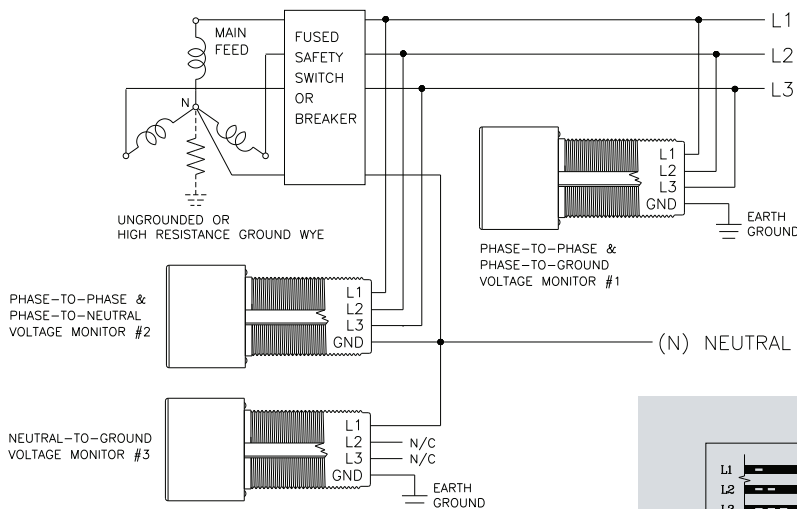 MAIN
FEED
N
FUSED
SAFETY
SWITCH
OR
BREAKER
L1
L2
L3
UNGROUNDED OR
HIGH RESISTANCE GROUND WYE
L1
L2
L3
GND
EARTH
GROUND
PHASE-TO-PHASE &
PHASE-TO-GROUND
VOLTAGE MONITOR #1
PHASE-TO-PHASE &
PHASE-TO-NEUTRAL
VOLTAGE MONITOR #2
L1
L2
L3
GND
(N) NEUTRAL
NEUTRAL-TO-GROUND
VOLTAGE MONITOR #3
L1
L2
L3
GND
N/C
N/C
EARTH
GROUND
L1
L2
L3